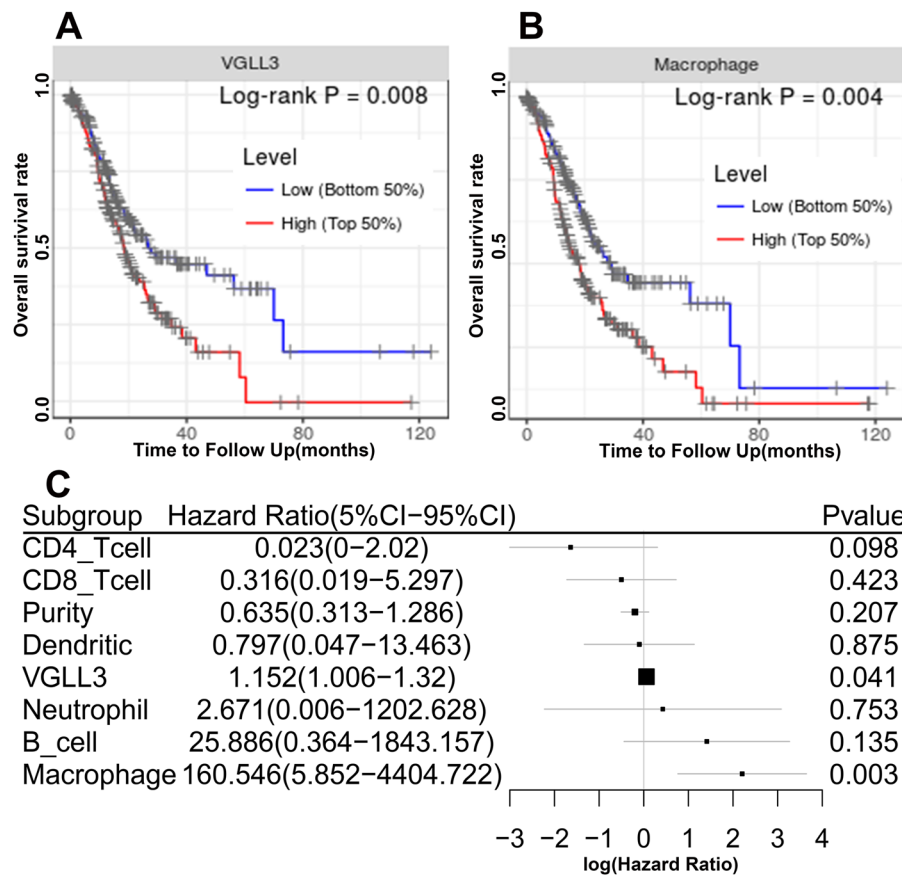 A
VGLL3
Log-rank P = 0.008
Level
Low (Bottom 50%)
High (Top 50%)
Overall surivival rate
1.0
0.5
0.0
0
40
80
120
Time to Follow Up(months)
B
Macrophage
Log-rank P = 0.004
Level
Low (Bottom 50%)
High (Top 50%)
Overall survival rate
1.0
0.5
0.0
0
40
80
120
Time to Follow Up(months)
C
Subgroup Hazard Ratio(5%CI−95%CI) Pvalue
CD4_Tcell 0.023(0−2.02) 0.098
CD8_Tcell 0.316(0.019−5.297) 0.423
Purity 0.635(0.313−1.286) 0.207
Dendritic 0.797(0.047−13.463) 0.875
VGLL3 1.152(1.006−1.32) 0.041
Neutrophil 2.671(0.006−1202.628) 0.753
B_cell 25.886(0.364−1843.157) 0.135
Macrophage 160.546(5.852−4404.722) 0.003
−3 −2 −1 0 1 2 3 4
log(Hazard Ratio)